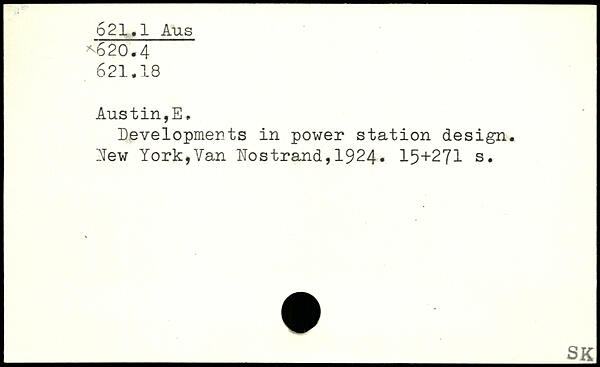 621.1 Aus
×620.4
621.18
Austin,E.
Developments in power station design.
New York,Van Nostrand,1924. 15+271 s.
SK